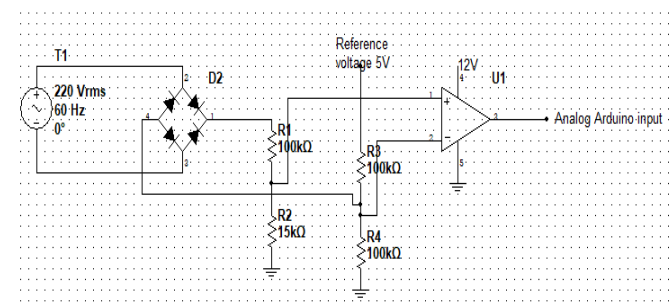 T1
220 Vrms
60 Hz
0°
2
D2
4
1
3
R1
100kΩ
R2
15kΩ
Reference
voltage 5V
R3
100kΩ
R4
100kΩ
12V
4
U1
1
2
3
5
Analog Arduino input